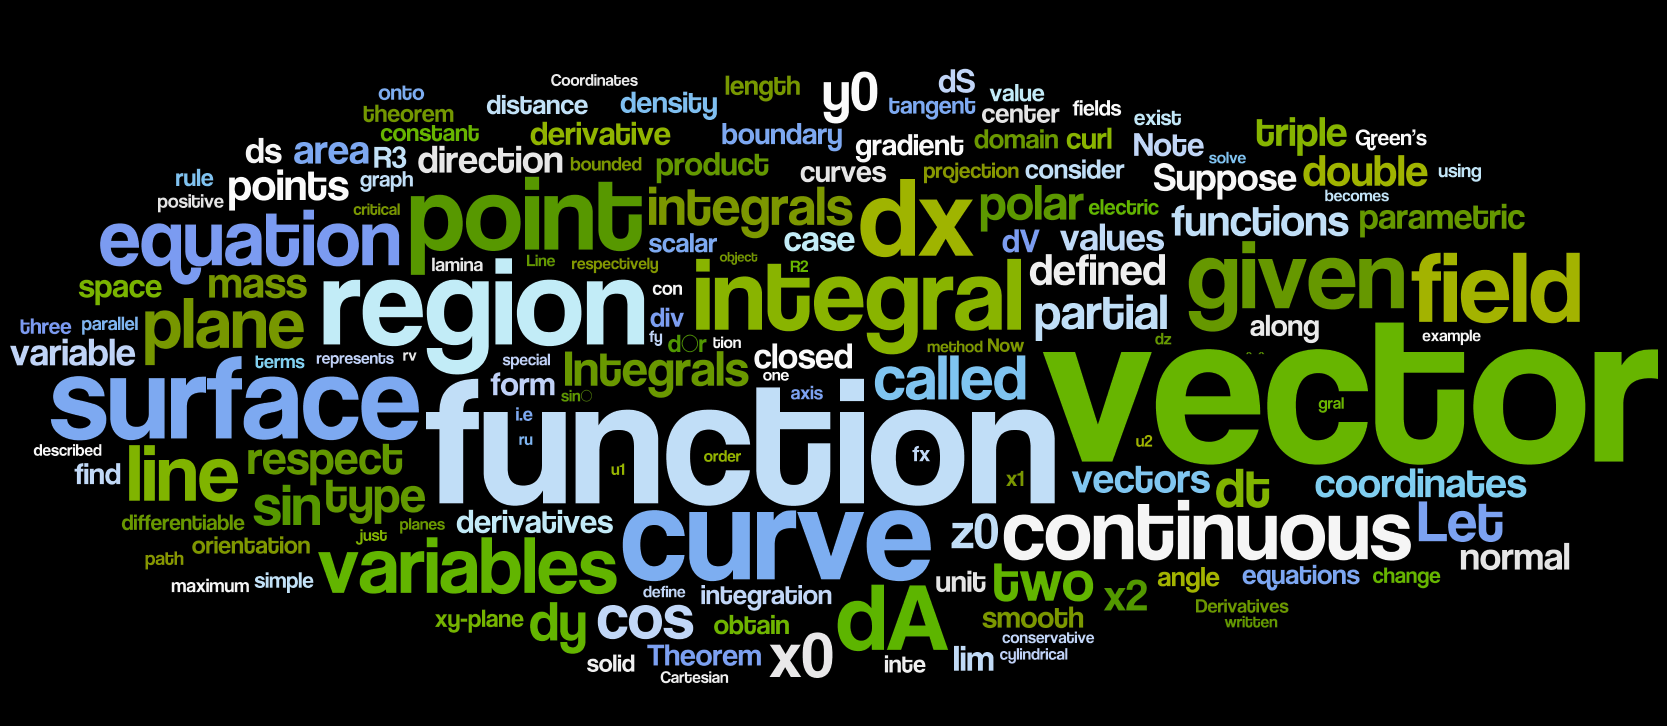 Coordinates
onto
distance
density
length
y0
dS
tangent
value
center
fields
exist
theorem
constant
derivative
boundary
gradient
domain
curl
Note
triple
Green's
ds
area
R3
direction
bounded
product
curves
projection
consider
solve
Suppose
double
using
rule
points
graph
positive
critical
point
integrals
dx
polar
electric
becomes
functions
parametric
equation
scalar
case
dV
values
lamina
Line
respectively
object
R2
defined
given
field
space
mass
region
con
integral
partial
along
example
three
parallel
plane
div
fy
tion
method
Now
dz
variable
terms
represents
rv
special
Integrals
closed
one
called
vector
surface
form
axis
gral
i.e
ru
function
fx
u2
described
find
line
respect
u1
order
x1
vectors
dt
coordinates
sin
type
differentiable
planes
derivatives
curve
z0
continuous
Let
normal
orientation
just
path
variables
maximum
simple
define
integration
unit
two
x2
angle
equations
change
xy-plane
dy
cos
obtain
dA
smooth
Derivatives
written
conservative
cylindrical
solid
Theorem
x0
inte
lim
Cartesian